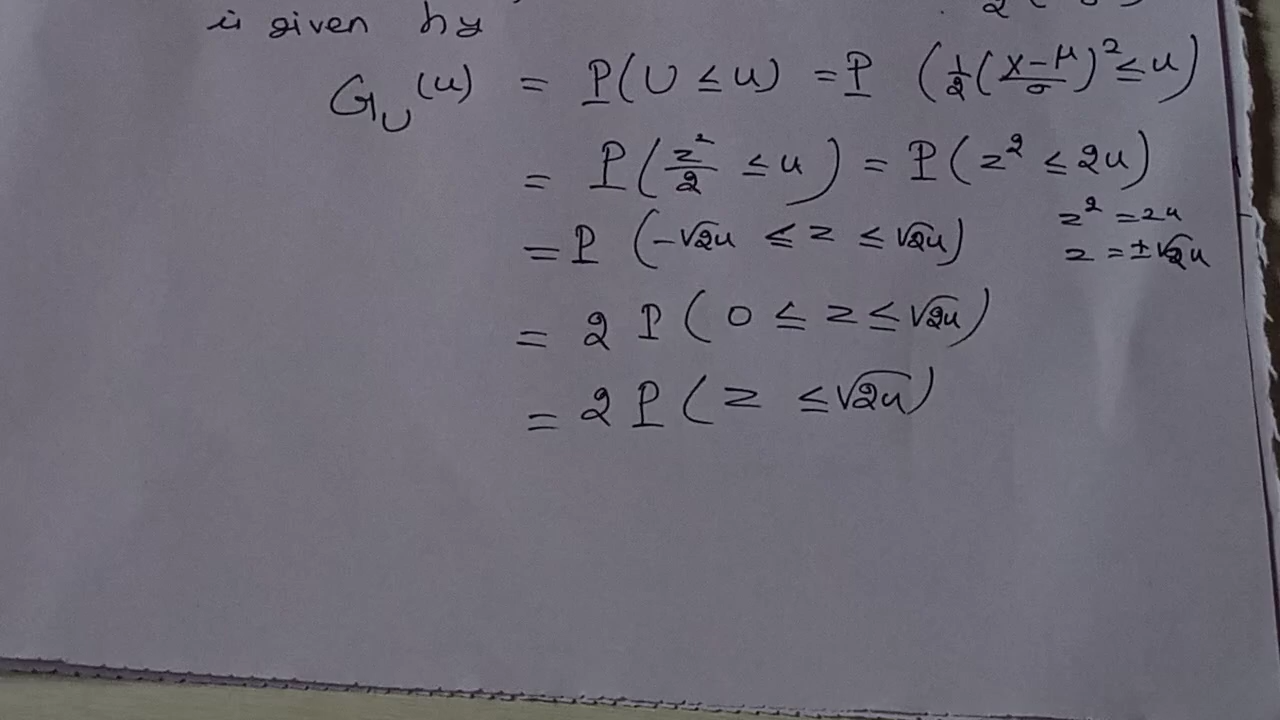 is given by
G_U(u) = P(U ≤ u) = P (½(X-μ/σ)² ≤ u)
= P(z²/2 ≤ u) = P(z² ≤ 2u)
z² = 2u
= P (-√2u ≤ z ≤ √2u)
z = ±√2u
= 2 P (0 ≤ z ≤ √2u)
= 2 P (z ≤ √2u)